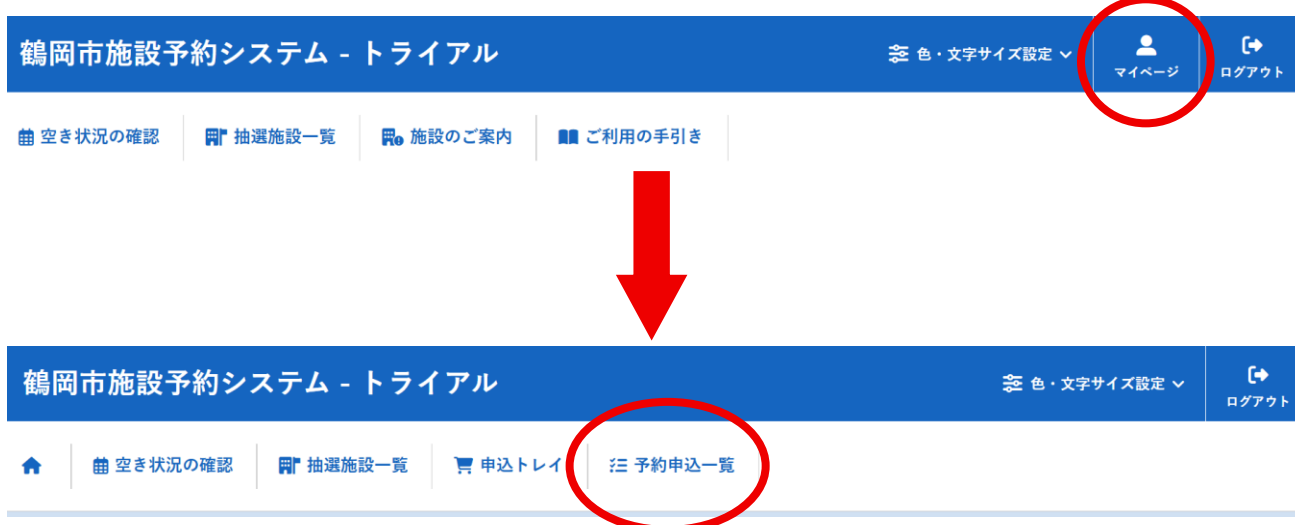 鶴岡市施設予約システム - トライアル
色・文字サイズ設定
マイページ
ログアウト
空き状況の確認
抽選施設一覧
施設のご案内
ご利用の手引き
鶴岡市施設予約システム - トライアル
色・文字サイズ設定
ログアウト
空き状況の確認
抽選施設一覧
申込トレイ
予約申込一覧